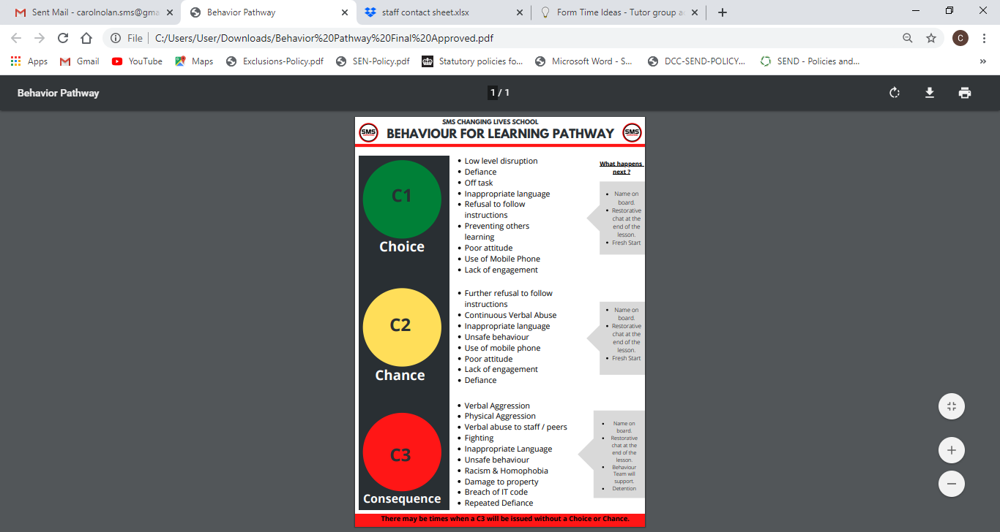 Sent Mail - carolnolan.sms@gma
Behavior Pathway
staff contact sheet.xlsx
Form Time Ideas - Tutor group a
File
C:/Users/User/Downloads/Behavior%20Pathway%20Final%20Approved.pdf
C
Apps
Gmail
YouTube
Maps
Exclusions-Policy.pdf
SEN-Policy.pdf
Statutory policies fo...
Microsoft Word - S...
DCC-SEND-POLICY...
SEND - Policies and...
»
Behavior Pathway
1 / 1
SMS CHANGING LIVES SCHOOL
SMS
BEHAVIOUR FOR LEARNING PATHWAY
SMS
C1
Choice
• Low level disruption
• Defiance
• Off task
• Inappropriate language
• Refusal to follow
instructions
• Preventing others
learning
• Poor attitude
• Use of Mobile Phone
• Lack of engagement
What happens
next ?
• Name on
board.
• Restorative
chat at the
end of the
lesson.
• Fresh Start
C2
Chance
• Further refusal to follow
instructions
• Continuous Verbal Abuse
• Inappropriate language
• Unsafe behaviour
• Use of mobile phone
• Poor attitude
• Lack of engagement
• Defiance
• Name on
board.
• Restorative
chat at the
end of the
lesson.
• Fresh Start
C3
Consequence
• Verbal Aggression
• Physical Aggression
• Verbal abuse to staff / peers
• Fighting
• Inappropriate Language
• Unsafe behaviour
• Racism & Homophobia
• Damage to property
• Breach of IT code
• Repeated Defiance
• Name on
board.
• Restorative
chat at the
end of the
lesson.
• Behaviour
Team will
support.
• Detention
There may be times when a C3 will be issued without a Choice or Chance.